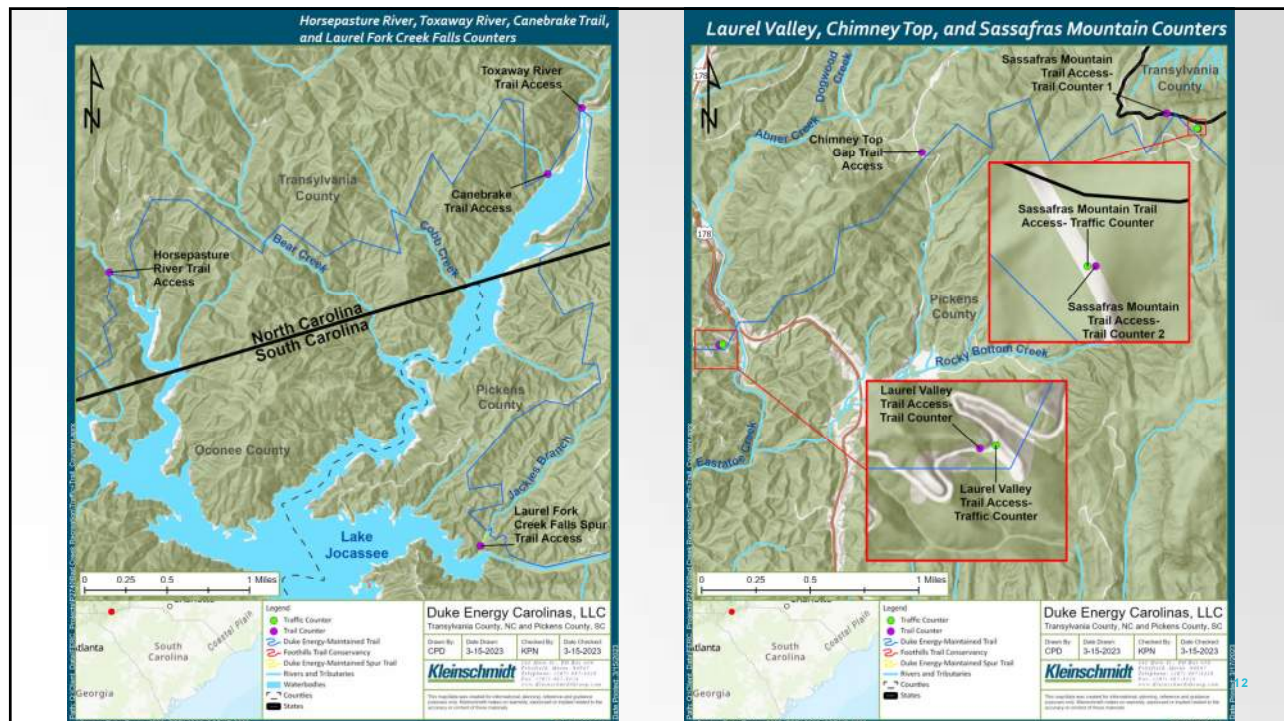 Horsepasture River, Toxaway River, Canebrake Trail,
and Laurel Fork Creek Falls Counters
N
Toxaway River
Trail Access
Transylvania
County
Canebrake
Trail Access
Horsepasture
River Trail
Access
Bear Creek
Cobb Creek
North Carolina
South Carolina
Pickens
County
Oconee County
Jackies Branch
Laurel Fork
Creek Falls Spur
Trail Access
Lake
Jocassee
0 0.25 0.5 1 Miles
Atlanta
Charlotte
South
Carolina
Coastal Plain
Georgia
Legend
Traffic Counter
Trail Counter
Duke Energy-Maintained Trail
Foothills Trail Conservancy
Duke Energy-Maintained Spur Trail
Rivers and Tributaries
Waterbodies
Counties
States
Duke Energy Carolinas, LLC
Transylvania County, NC and Pickens County, SC
Drawn By: Date Drawn: Checked By: Date Checked:
CPD 3-15-2023 KPN 3-15-2023
Kleinschmidt
Laurel Valley, Chimney Top, and Sassafras Mountain Counters
N
178
Dogwood
Creek
Sassafras Mountain
Trail Access-
Trail Counter 1
Transylvania
County
Abner Creek
Chimney Top
Gap Trail
Access
Sassafras Mountain Trail
Access- Traffic Counter
178
Sassafras Mountain
Trail Access-
Trail Counter 2
Pickens
County
Rocky Bottom Creek
Laurel Valley
Trail Access-
Trail Counter
Eastatoe Creek
Laurel Valley
Trail Access-
Traffic Counter
0 0.25 0.5 1 Miles
Atlanta
South
Carolina
Coastal Plain
Georgia
Legend
Traffic Counter
Trail Counter
Duke Energy-Maintained Trail
Foothills Trail Conservancy
Duke Energy-Maintained Spur Trail
Rivers and Tributaries
Waterbodies
Counties
States
Duke Energy Carolinas, LLC
Transylvania County, NC and Pickens County, SC
Drawn By: Date Drawn: Checked By: Date Checked:
CPD 3-15-2023 KPN 3-15-2023
Kleinschmidt
12